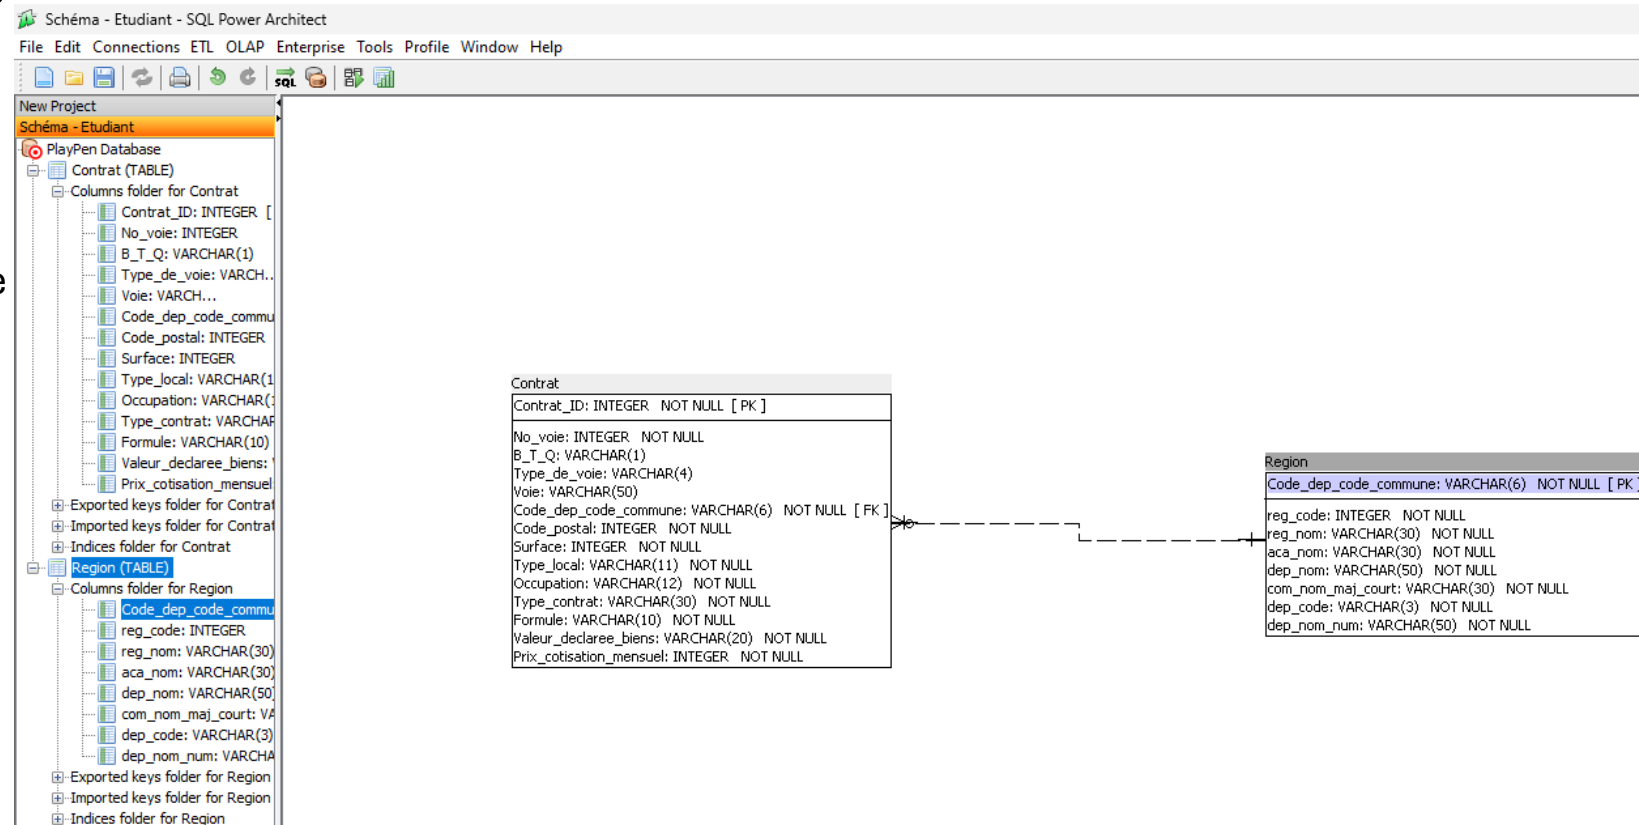 Schéma - Etudiant - SQL Power Architect
File Edit Connections ETL OLAP Enterprise Tools Profile Window Help
SQL
New Project
Schéma - Etudiant
PlayPen Database
Contrat (TABLE)
Columns folder for Contrat
Contrat_ID: INTEGER [
No_voie: INTEGER
B_T_Q: VARCHAR(1)
Type_de_voie: VARCH...
Voie: VARCH...
Code_dep_code_commu
Code_postal: INTEGER
Surface: INTEGER
Type_local: VARCHAR(1
Occupation: VARCHAR(1
Type_contrat: VARCHAR
Formule: VARCHAR(10)
Valeur_declaree_biens:
Prix_cotisation_mensuel
Exported keys folder for Contrat
Imported keys folder for Contrat
Indices folder for Contrat
Region (TABLE)
Columns folder for Region
Code_dep_code_commu
reg_code: INTEGER
reg_nom: VARCHAR(30)
aca_nom: VARCHAR(30)
dep_nom: VARCHAR(50)
com_nom_maj_court: VA
dep_code: VARCHAR(3)
dep_nom_num: VARCHA
Exported keys folder for Region
Imported keys folder for Region
Indices folder for Region
e
Contrat
Contrat_ID: INTEGER NOT NULL [ PK ]
No_voie: INTEGER NOT NULL
B_T_Q: VARCHAR(1)
Type_de_voie: VARCHAR(4)
Voie: VARCHAR(50)
Code_dep_code_commune: VARCHAR(6) NOT NULL [ FK ]
Code_postal: INTEGER NOT NULL
Surface: INTEGER NOT NULL
Type_local: VARCHAR(11) NOT NULL
Occupation: VARCHAR(12) NOT NULL
Type_contrat: VARCHAR(30) NOT NULL
Formule: VARCHAR(10) NOT NULL
Valeur_declaree_biens: VARCHAR(20) NOT NULL
Prix_cotisation_mensuel: INTEGER NOT NULL
Region
Code_dep_code_commune: VARCHAR(6) NOT NULL [ PK ]
reg_code: INTEGER NOT NULL
reg_nom: VARCHAR(30) NOT NULL
aca_nom: VARCHAR(30) NOT NULL
dep_nom: VARCHAR(50) NOT NULL
com_nom_maj_court: VARCHAR(30) NOT NULL
dep_code: VARCHAR(3) NOT NULL
dep_nom_num: VARCHAR(50) NOT NULL